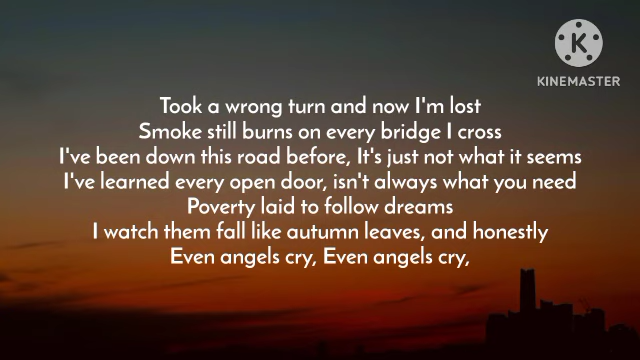 K
KINEMASTER
Took a wrong turn and now I'm lost
Smoke still burns on every bridge I cross
I've been down this road before, It's just not what it seems
I've learned every open door, isn't always what you need
Poverty laid to follow dreams
I watch them fall like autumn leaves, and honestly
Even angels cry, Even angels cry,